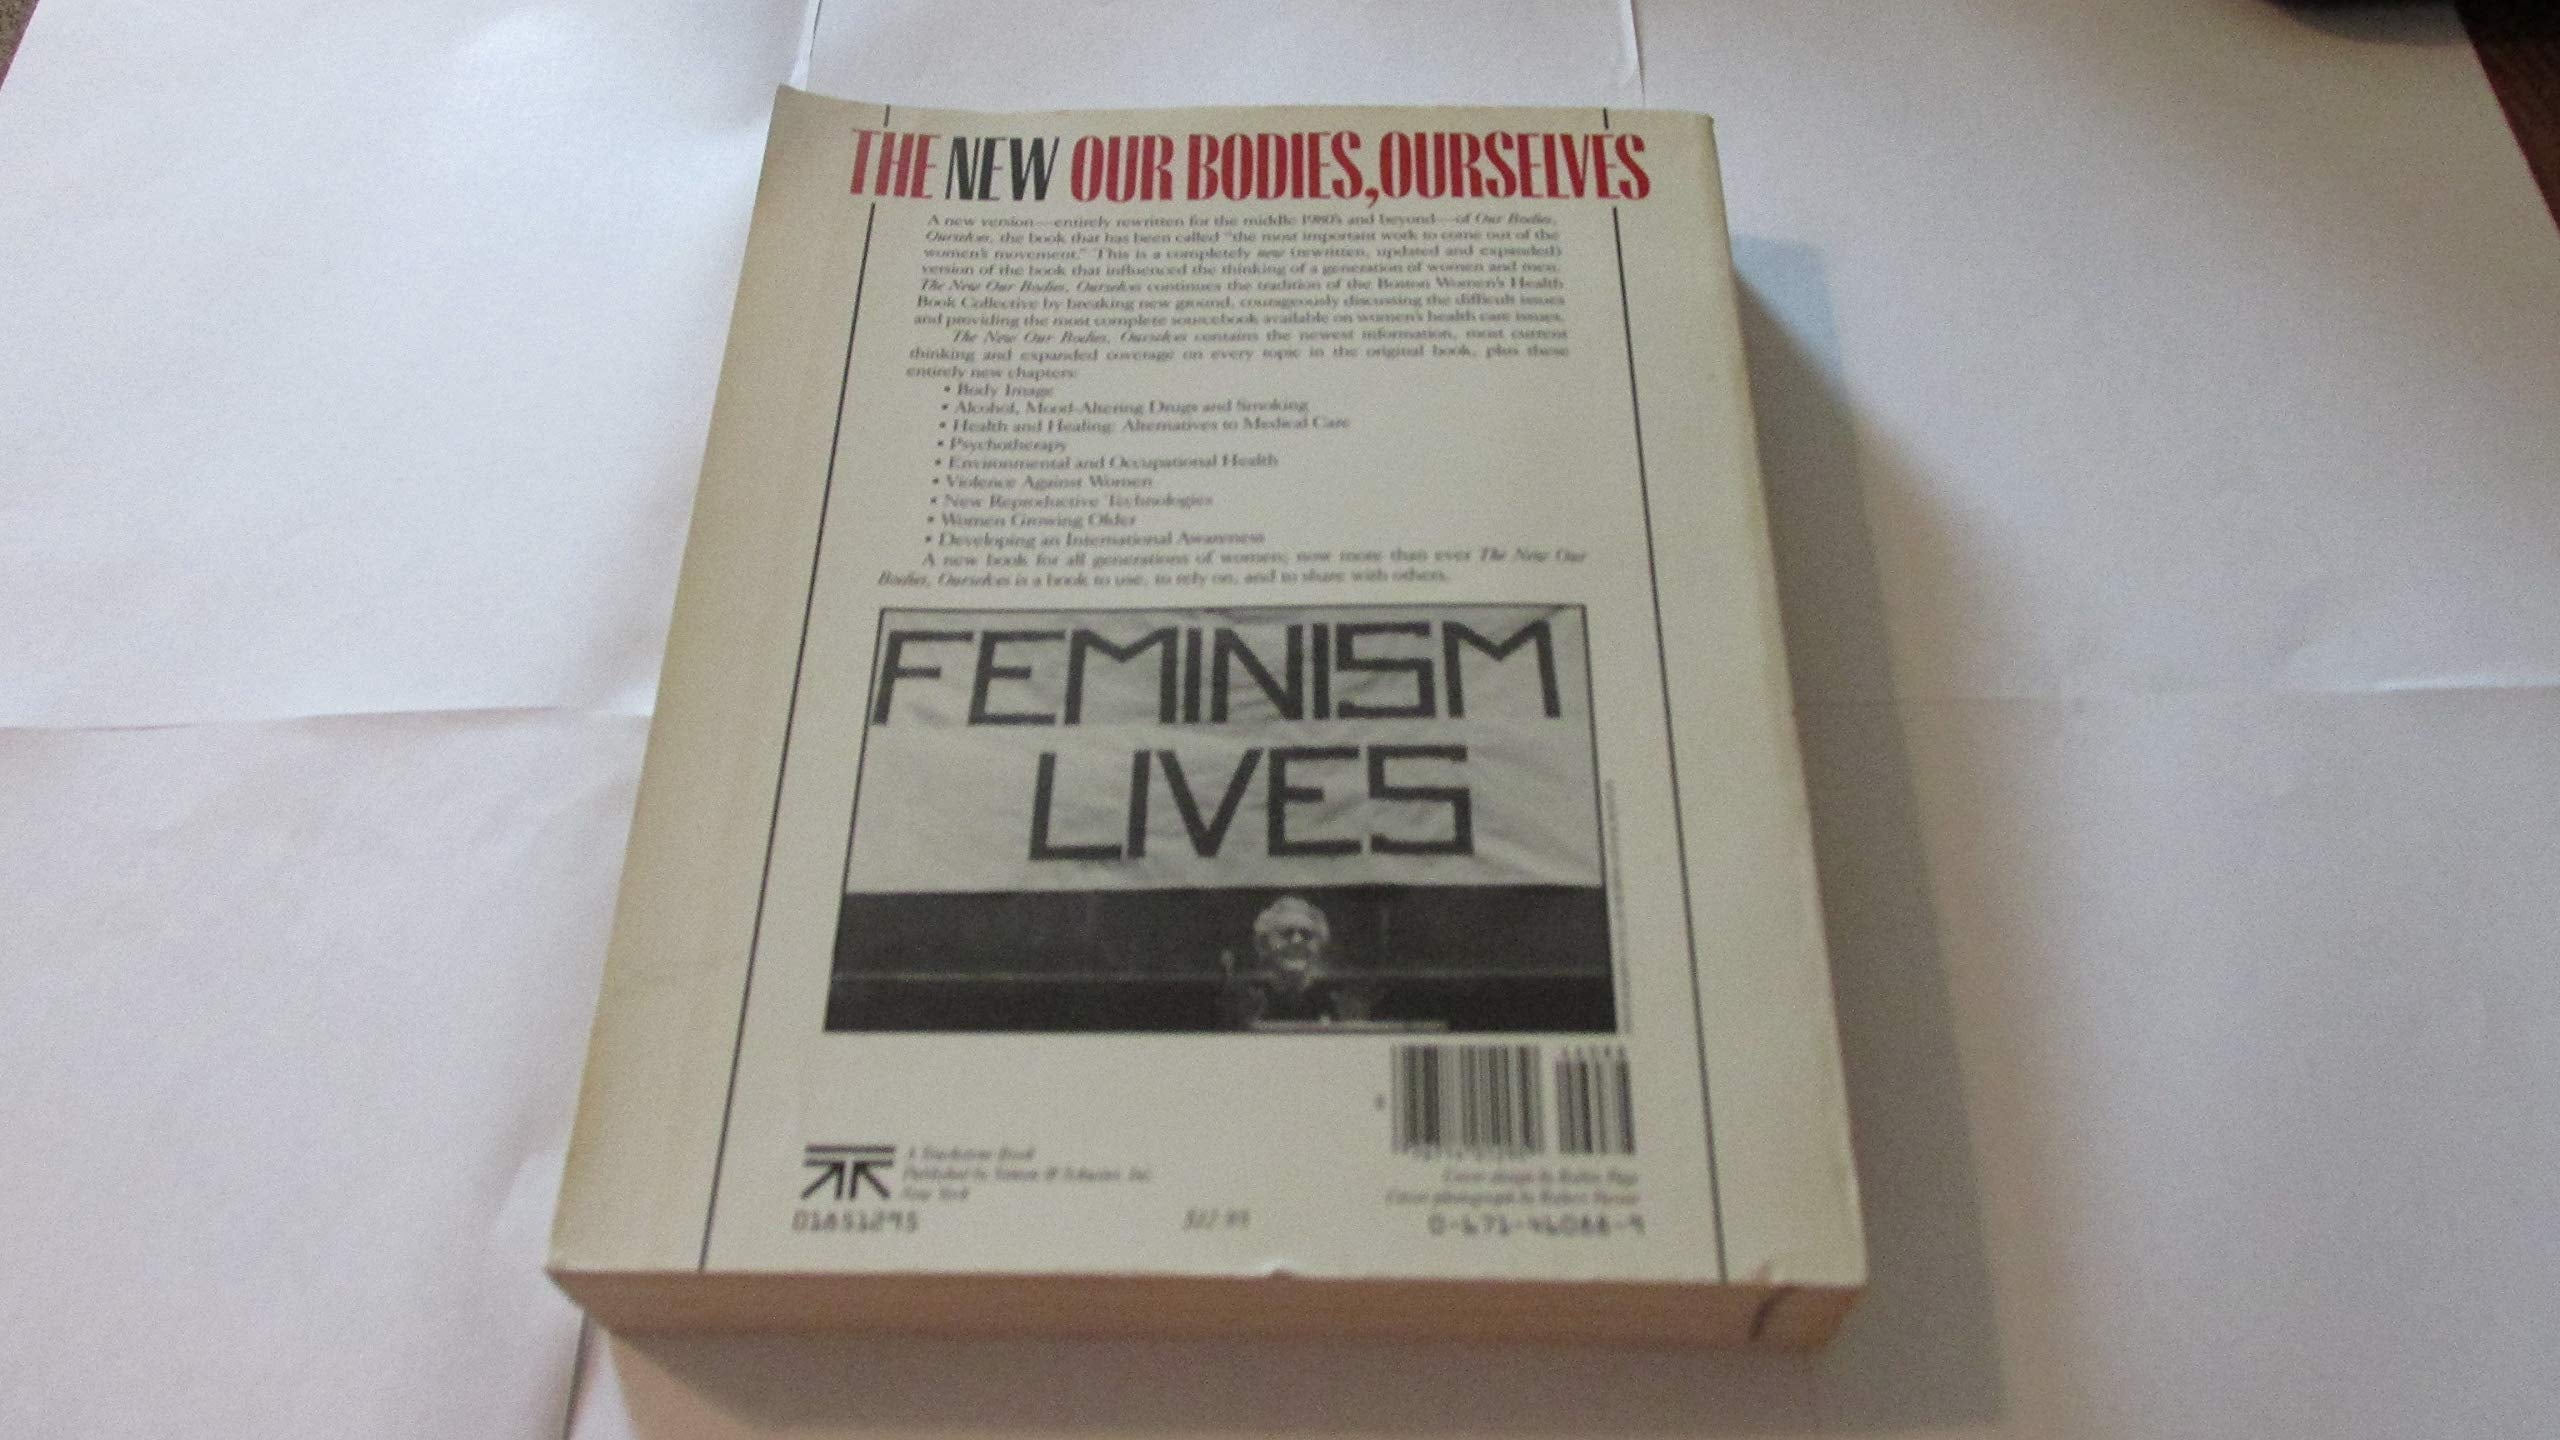 THE NEW OUR BODIES, OURSELVES
A new version—entirely rewritten for the middle 1980's and beyond—of Our Bodies,
Ourselves, the book that has been called "the most important work to come out of the
women's movement." This is a completely new (rewritten, updated and expanded)
version of the book that influenced the thinking of a generation of women and men.
The New Our Bodies, Ourselves continues the tradition of the Boston Women's Health
Book Collective by breaking new ground, courageously discussing the difficult issues
and providing the most complete sourcebook available on women's health care issues.
The New Our Bodies, Ourselves contains the newest information, most current
thinking and expanded coverage on every topic in the original book, plus these
entirely new chapters:
• Body Image
• Alcohol, Mood-Altering Drugs and Smoking
• Health and Healing: Alternatives to Medical Care
• Psychotherapy
• Environmental and Occupational Health
• Violence Against Women
• New Reproductive Technologies
• Women Growing Older
• Developing an International Awareness
A new book for all generations of women; now more than ever The New Our
Bodies, Ourselves is a book to use, to rely on, and to share with others.
FEMINISM
LIVES
A Touchstone Book
Published by Simon & Schuster, Inc.
New York
Cover design by Robin
Cover photograph by Robert
0-671-46088-9